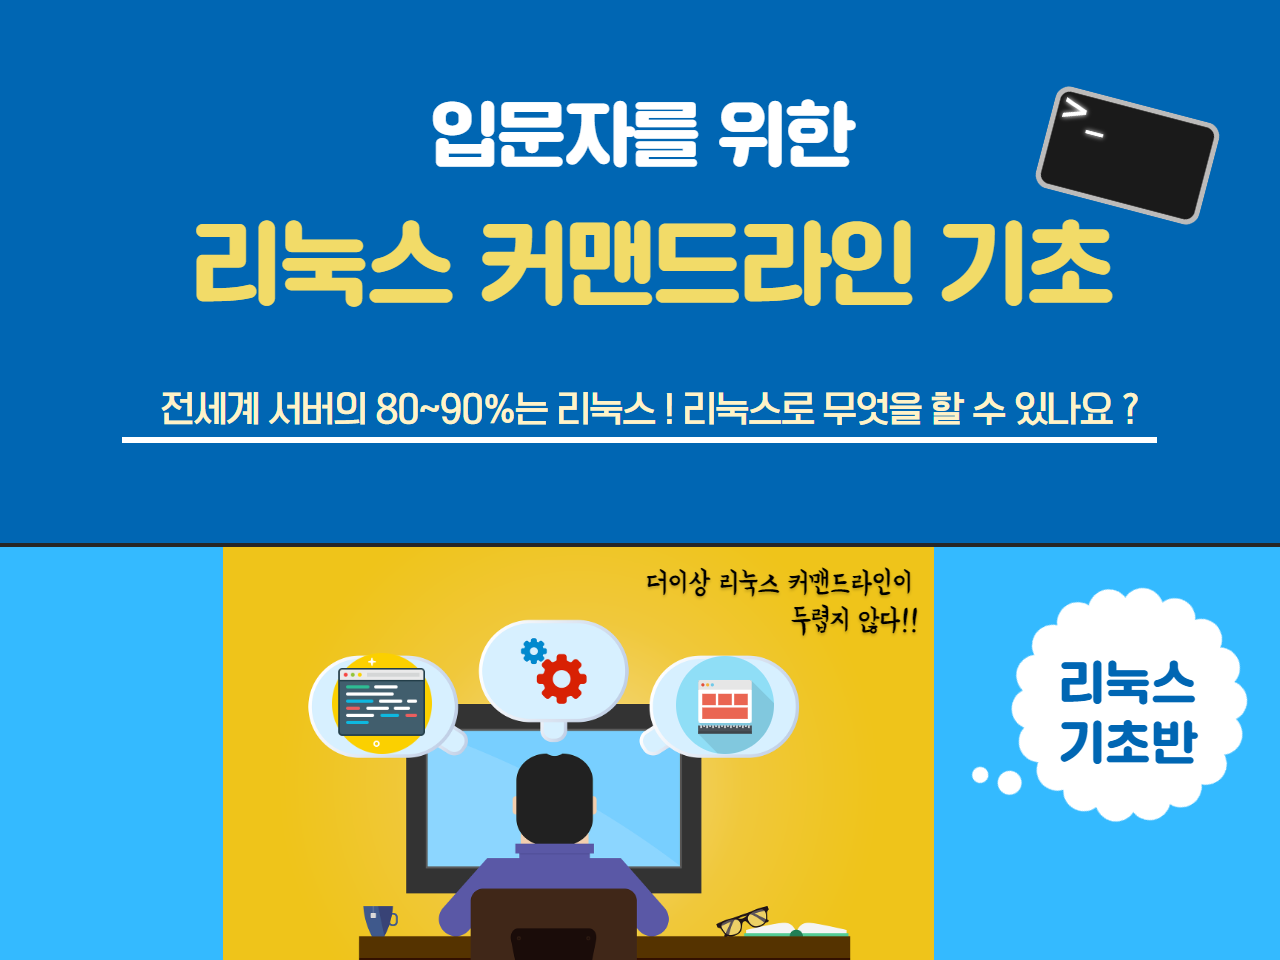 입문자를 위한
>_
리눅스 커맨드라인 기초
전세계 서버의 80~90%는 리눅스 ! 리눅스로 무엇을 할 수 있나요 ?
더이상 리눅스 커맨드라인이
두렵지 않다!!
리눅스
기초반